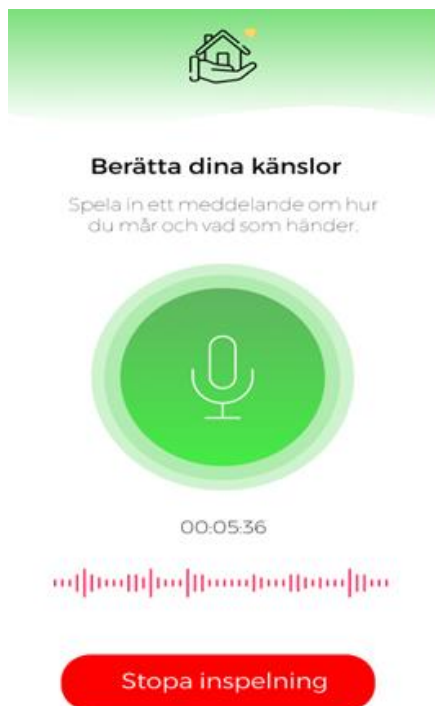 Berätta dina känslor
Spela in ett meddelande om hur
du mår och vad som händer.
00:05:36
Stopa inspelning